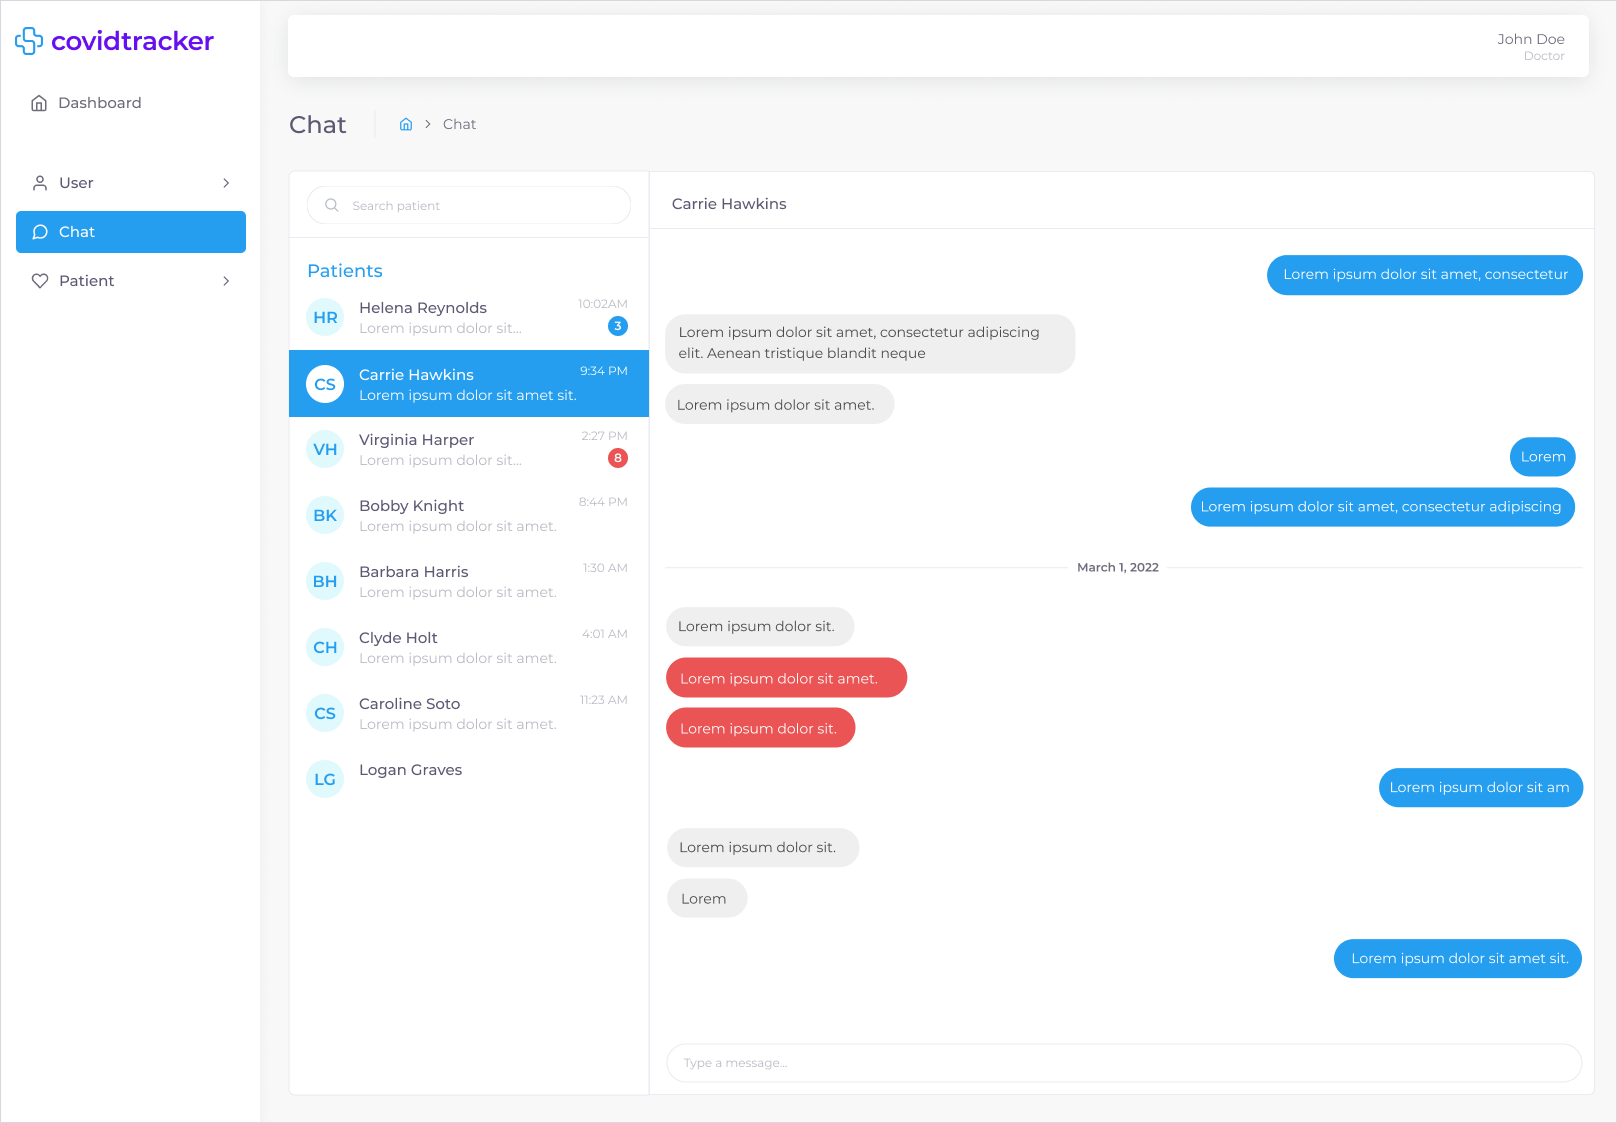 covidtracker
Dashboard
User
Chat
Patient
John Doe
Doctor
Chat
Chat
Search patient
Patients
HR
Helena Reynolds
10:02AM
Lorem ipsum dolor sit...
3
CS
Carrie Hawkins
9:34 PM
Lorem ipsum dolor sit amet sit.
VH
Virginia Harper
2:27 PM
Lorem ipsum dolor sit...
8
BK
Bobby Knight
8:44 PM
Lorem ipsum dolor sit amet.
BH
Barbara Harris
1:30 AM
Lorem ipsum dolor sit amet.
CH
Clyde Holt
4:01 AM
Lorem ipsum dolor sit amet.
CS
Caroline Soto
11:23 AM
Lorem ipsum dolor sit amet.
LG
Logan Graves
Carrie Hawkins
Lorem ipsum dolor sit amet, consectetur
Lorem ipsum dolor sit amet, consectetur adipiscing
elit. Aenean tristique blandit neque
Lorem ipsum dolor sit amet.
Lorem
Lorem ipsum dolor sit amet, consectetur adipiscing
March 1, 2022
Lorem ipsum dolor sit.
Lorem ipsum dolor sit amet.
Lorem ipsum dolor sit.
Lorem ipsum dolor sit am
Lorem ipsum dolor sit.
Lorem
Lorem ipsum dolor sit amet sit.
Type a message...